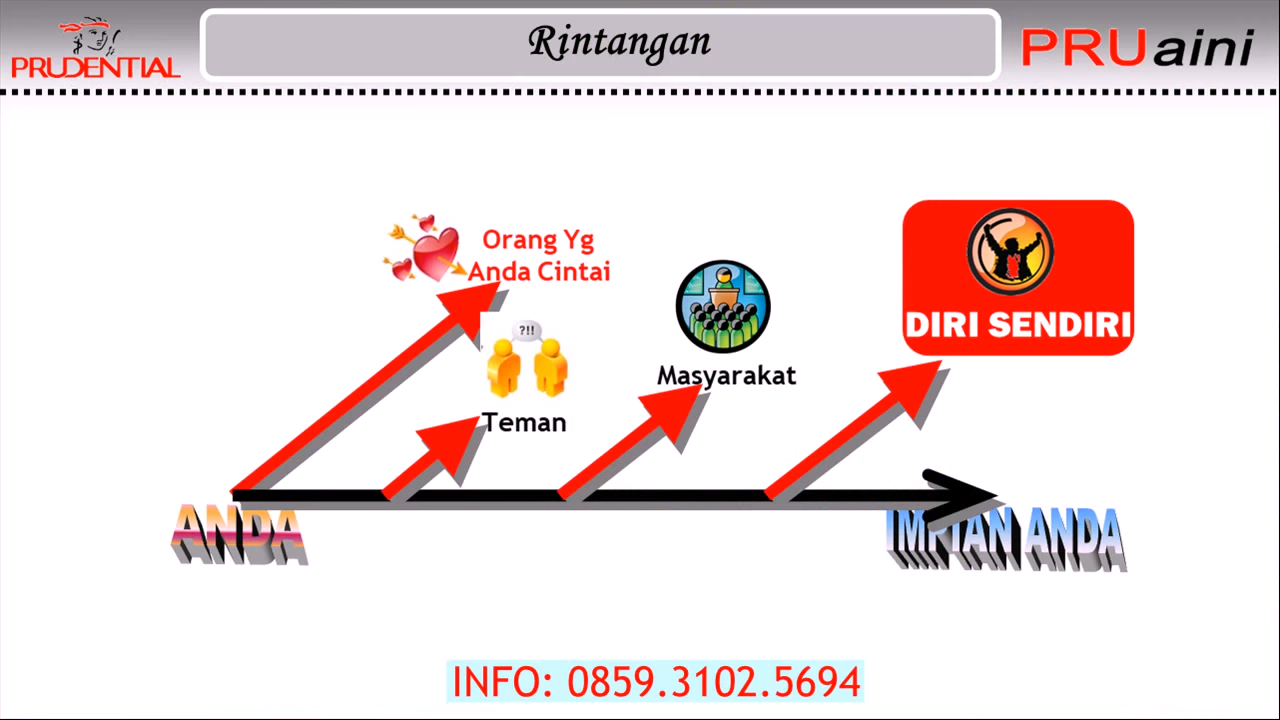 PRUDENTIAL
Rintangan
PRUaini
Orang Yg
Anda Cintai
?!!
Teman
Masyarakat
DIRI SENDIRI
ANDA
IMPIAN ANDA
INFO: 0859.3102.5694